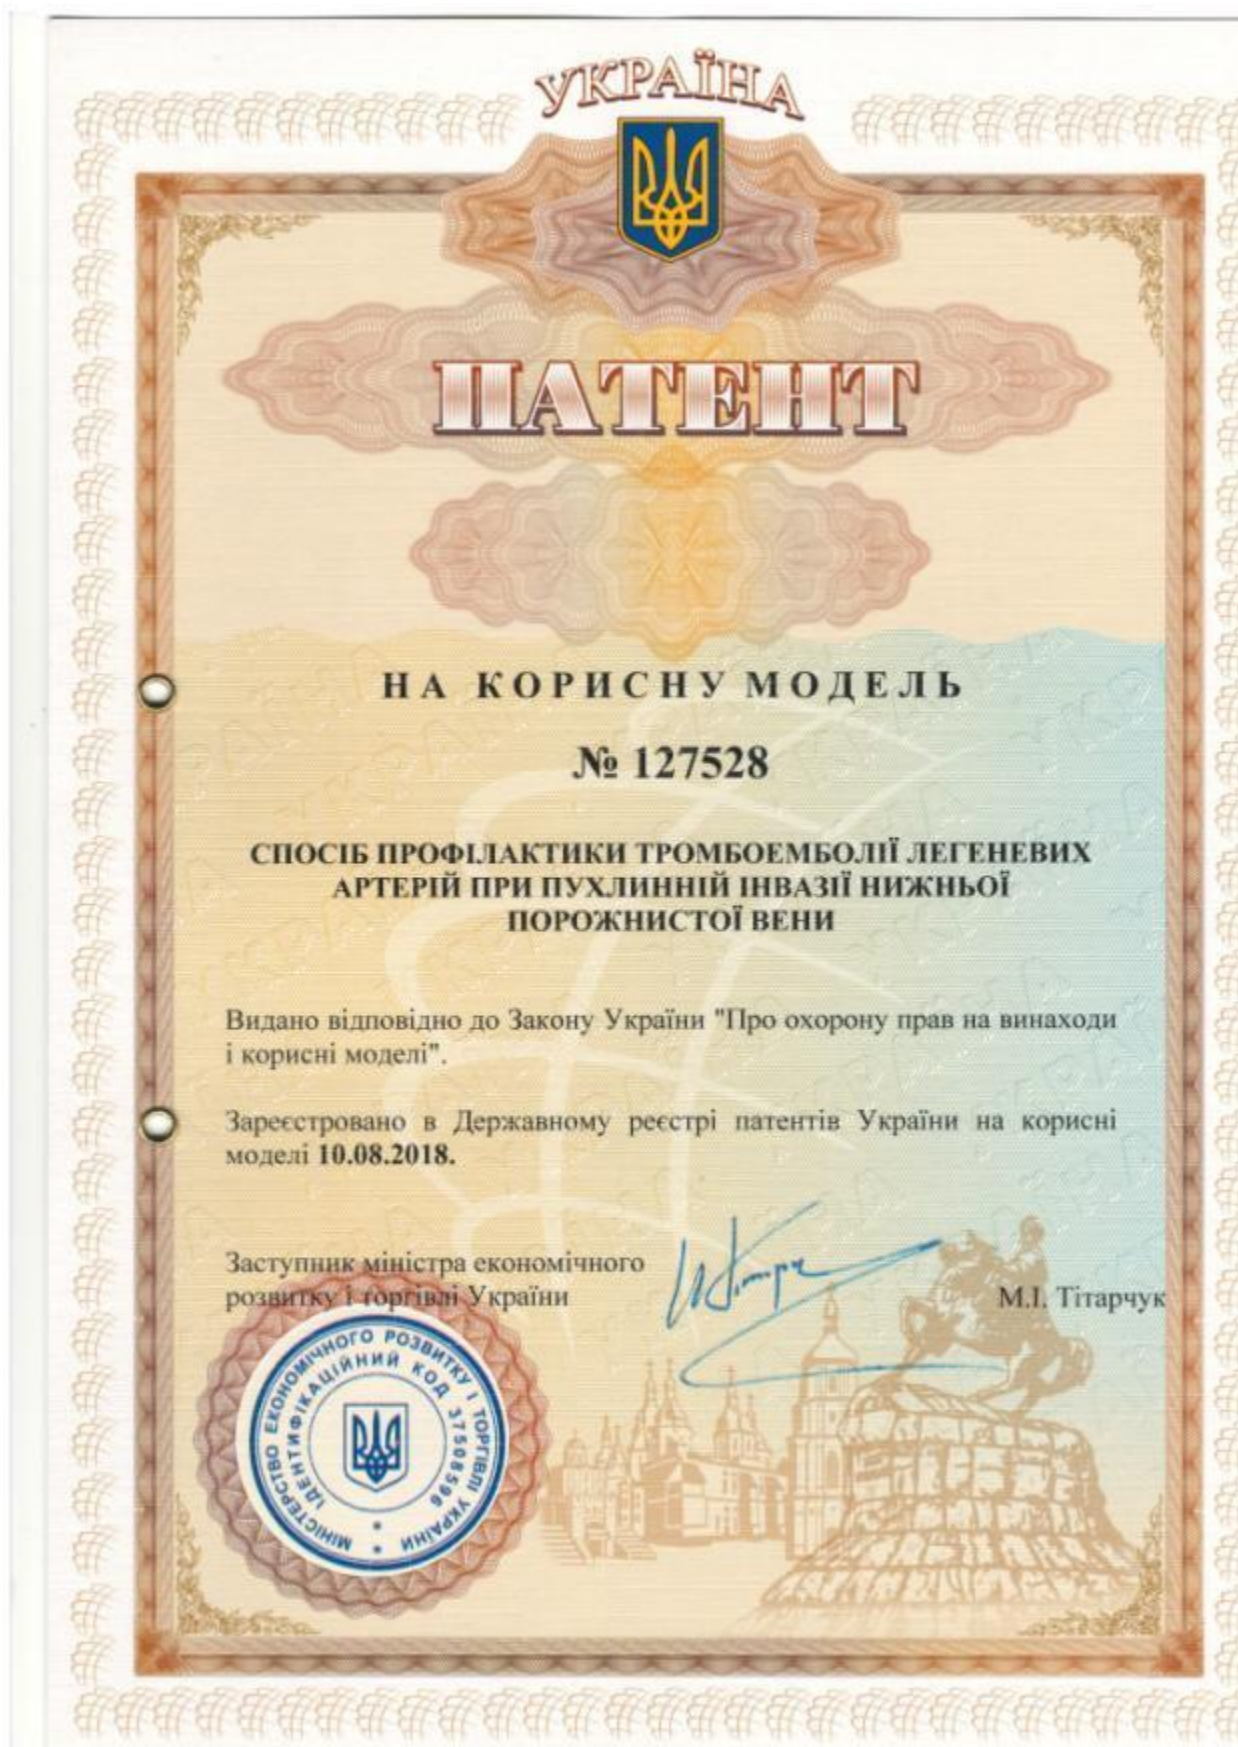 УКРАЇНА
ПАТЕНТ
НА КОРИСНУ МОДЕЛЬ
№ 127528
СПОСІБ ПРОФІЛАКТИКИ ТРОМБОЕМБОЛІЇ ЛЕГЕНЕВИХ
АРТЕРІЙ ПРИ ПУХЛИННІЙ ІНВАЗІЇ НИЖНЬОЇ
ПОРОЖНИСТОЇ ВЕНИ
Видано відповідно до Закону України "Про охорону прав на винаходи
і корисні моделі".
Зареєстровано в Державному реєстрі патентів України на корисні
моделі 10.08.2018.
Заступник міністра економічного
розвитку і торгівлі України
М.І. Тітарчук
МІНІСТЕРСТВО ЕКОНОМІЧНОГО РОЗВИТКУ І ТОРГІВЛІ УКРАЇНИ
ІДЕНТИФІКАЦІЙНИЙ КОД 37508596